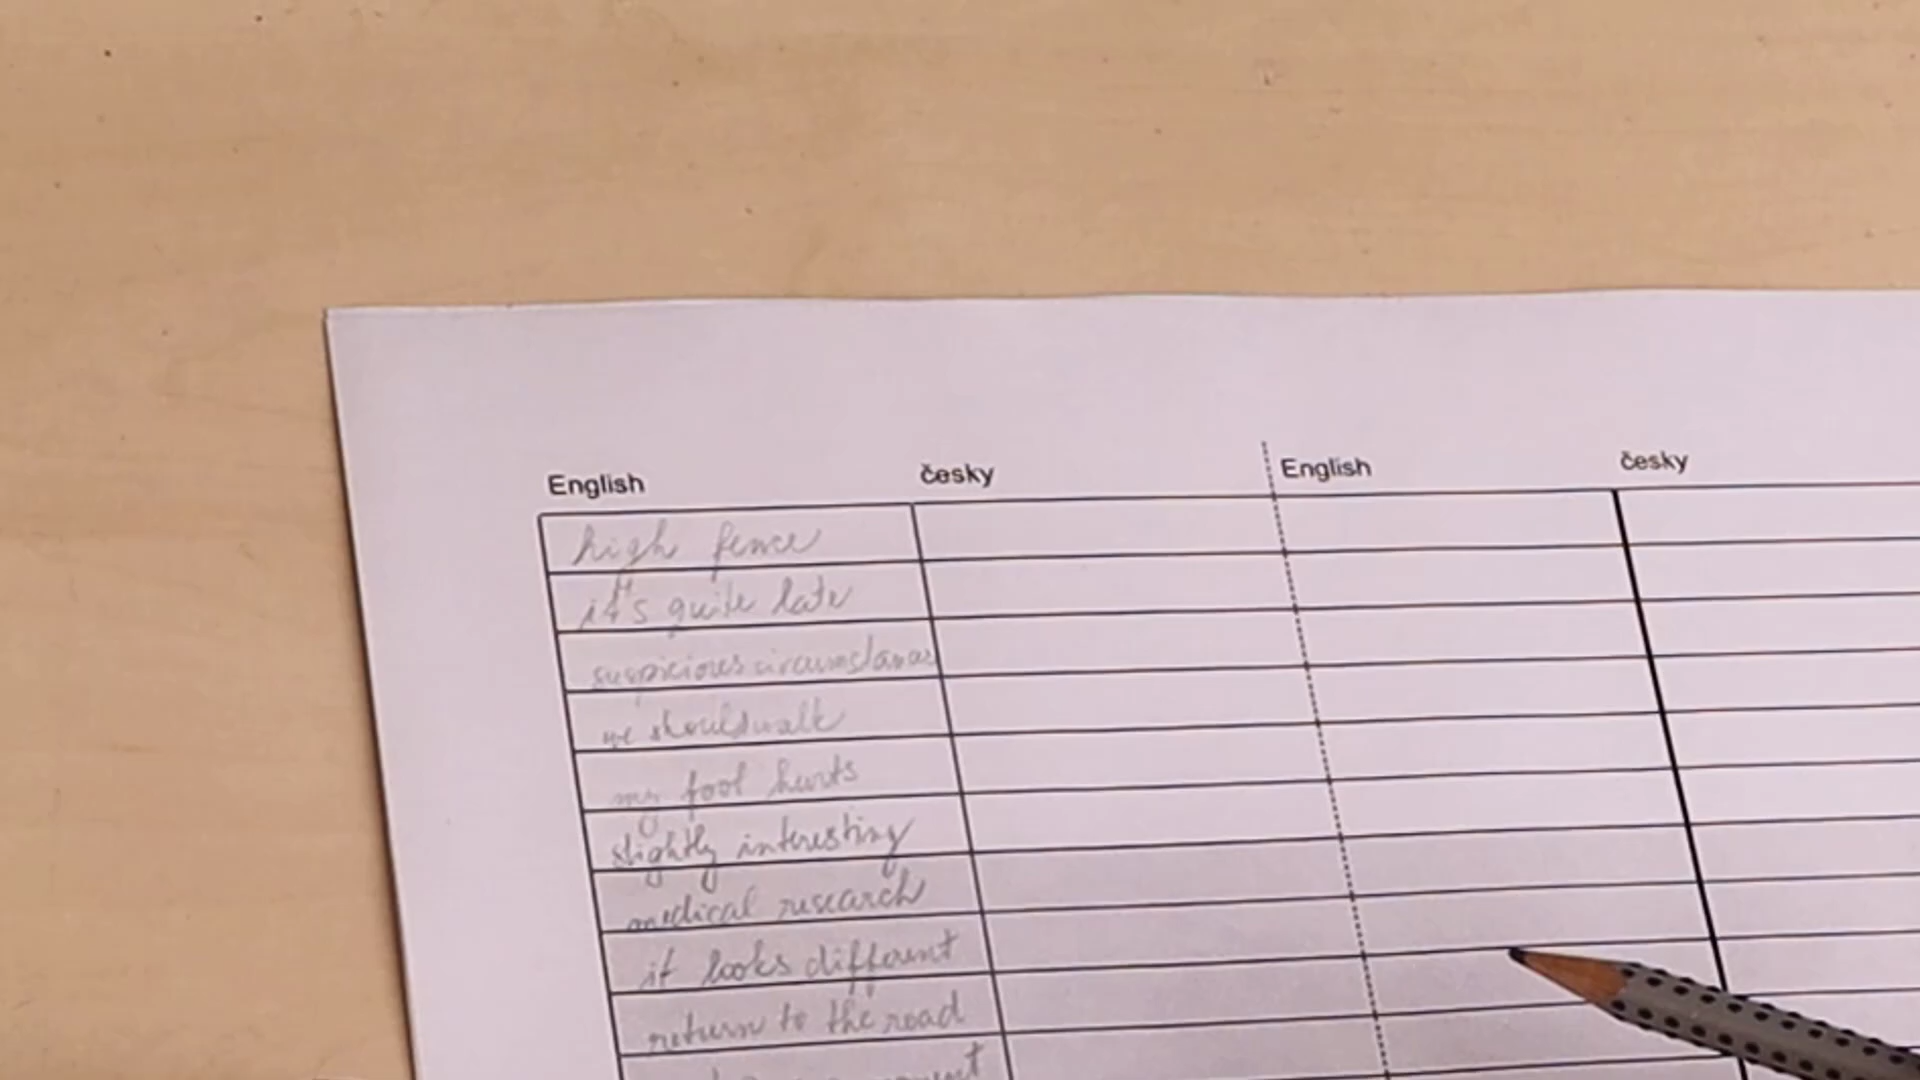 English česky English česky
high fence
it's quite late
suspicious circumstances
we should walk
my foot hurts
slightly interesting
medical research
it looks different
return to the road